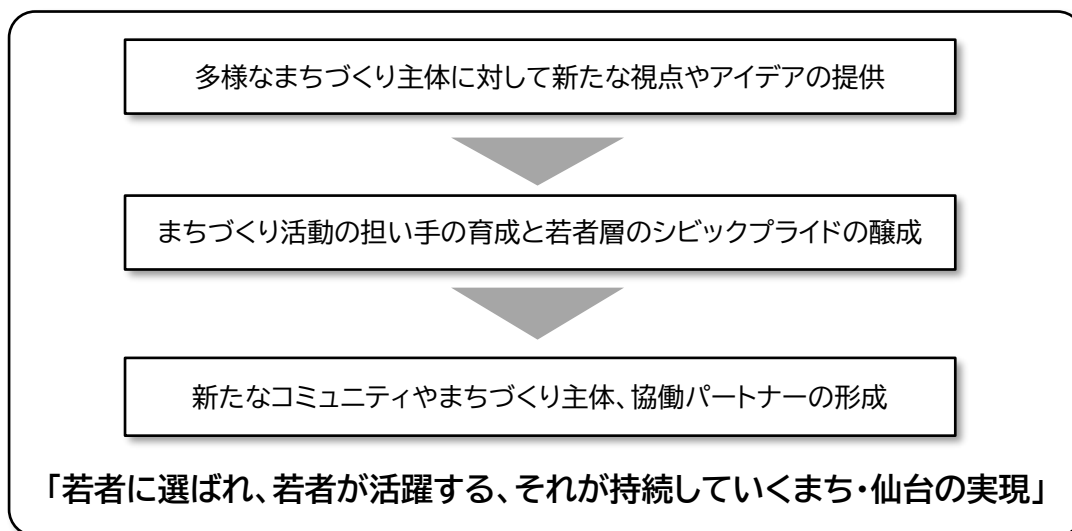 多様なまちづくり主体に対して新たな視点やアイデアの提供
まちづくり活動の担い手の育成と若者層のシビックプライドの醸成
新たなコミュニティやまちづくり主体、協働パートナーの形成
「若者に選ばれ、若者が活躍する、それが持続していくまち・仙台の実現」